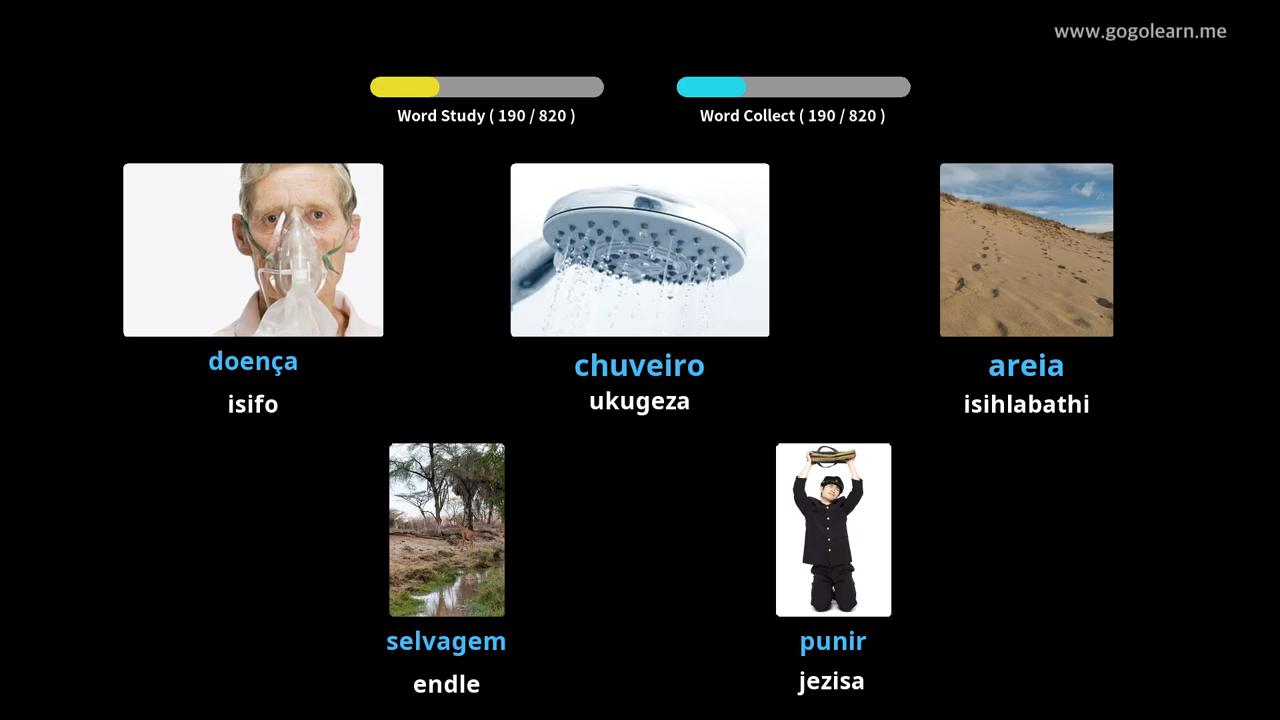 www.gogolearn.me
Word Study ( 190 / 820 )
Word Collect ( 190 / 820 )
doença
isifo
chuveiro
ukugeza
areia
isihlabathi
selvagem
endle
punir
jezisa